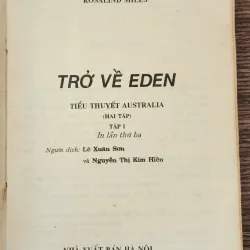 ROSALIND MILES
TRỞ VỀ EDEN
TIỂU THUYẾT AUSTRALIA
(HAI TẬP)
TẬP 1
In lần thứ ba
Người dịch: Lê Xuân Sơn
và Nguyễn Thị Kim Hiền
NHÀ XUẤT BẢN HÀ NỘI